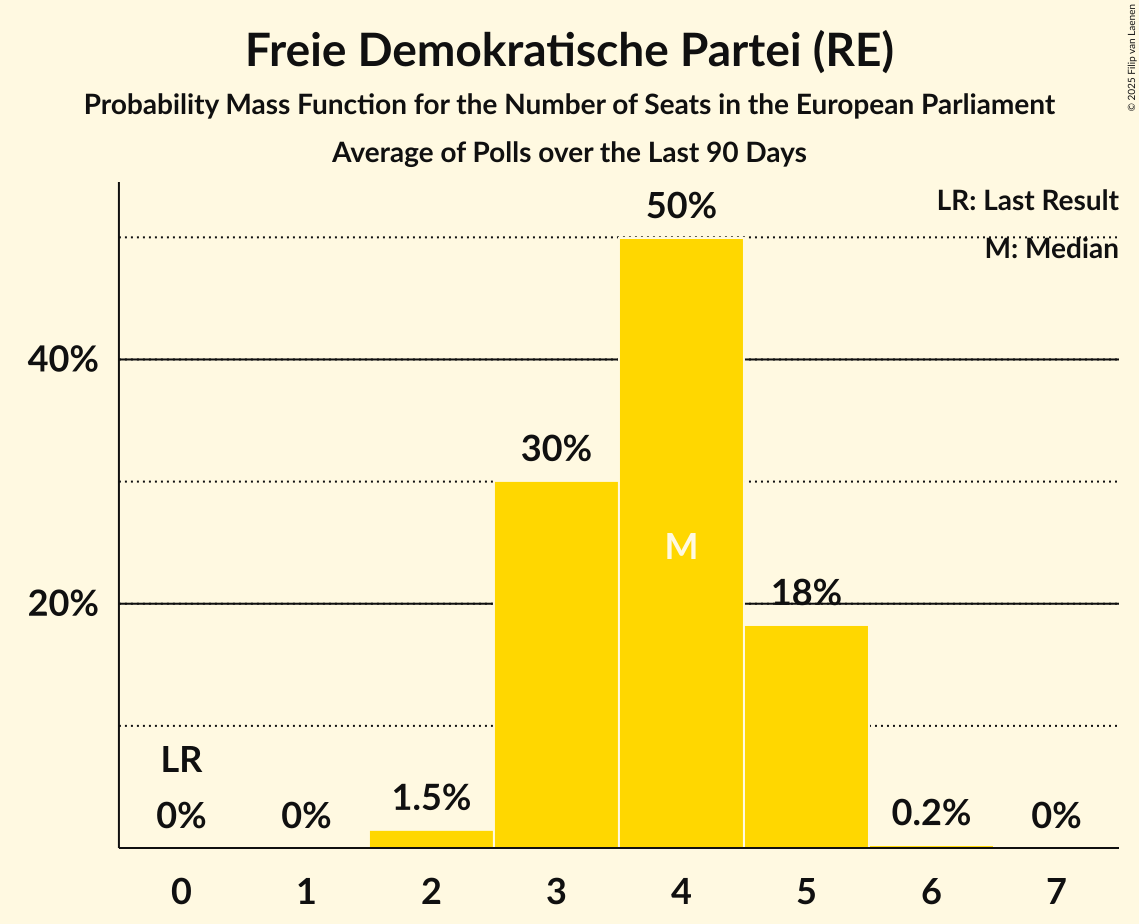 Freie Demokratische Partei (RE)
Probability Mass Function for the Number of Seats in the European Parliament
Average of Polls over the Last 90 Days
© 2025 Filip van Laenen
LR: Last Result
M: Median
50%
40%
30%
M
20%
18%
LR
0%
0%
1.5%
0.2%
0%
0 1 2 3 4 5 6 7